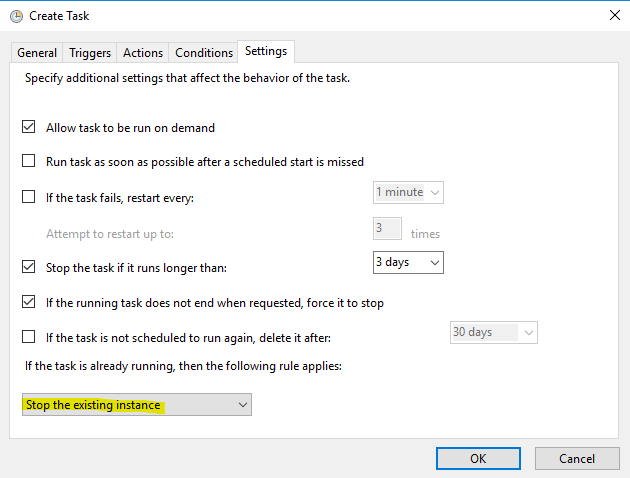 Create Task
General Triggers Actions Conditions Settings
Specify additional settings that affect the behavior of the task.
Allow task to be run on demand
Run task as soon as possible after a scheduled start is missed
If the task fails, restart every: 1 minute
Attempt to restart up to: 3 times
Stop the task if it runs longer than: 3 days
If the running task does not end when requested, force it to stop
If the task is not scheduled to run again, delete it after: 30 days
If the task is already running, then the following rule applies:
Stop the existing instance
OK Cancel